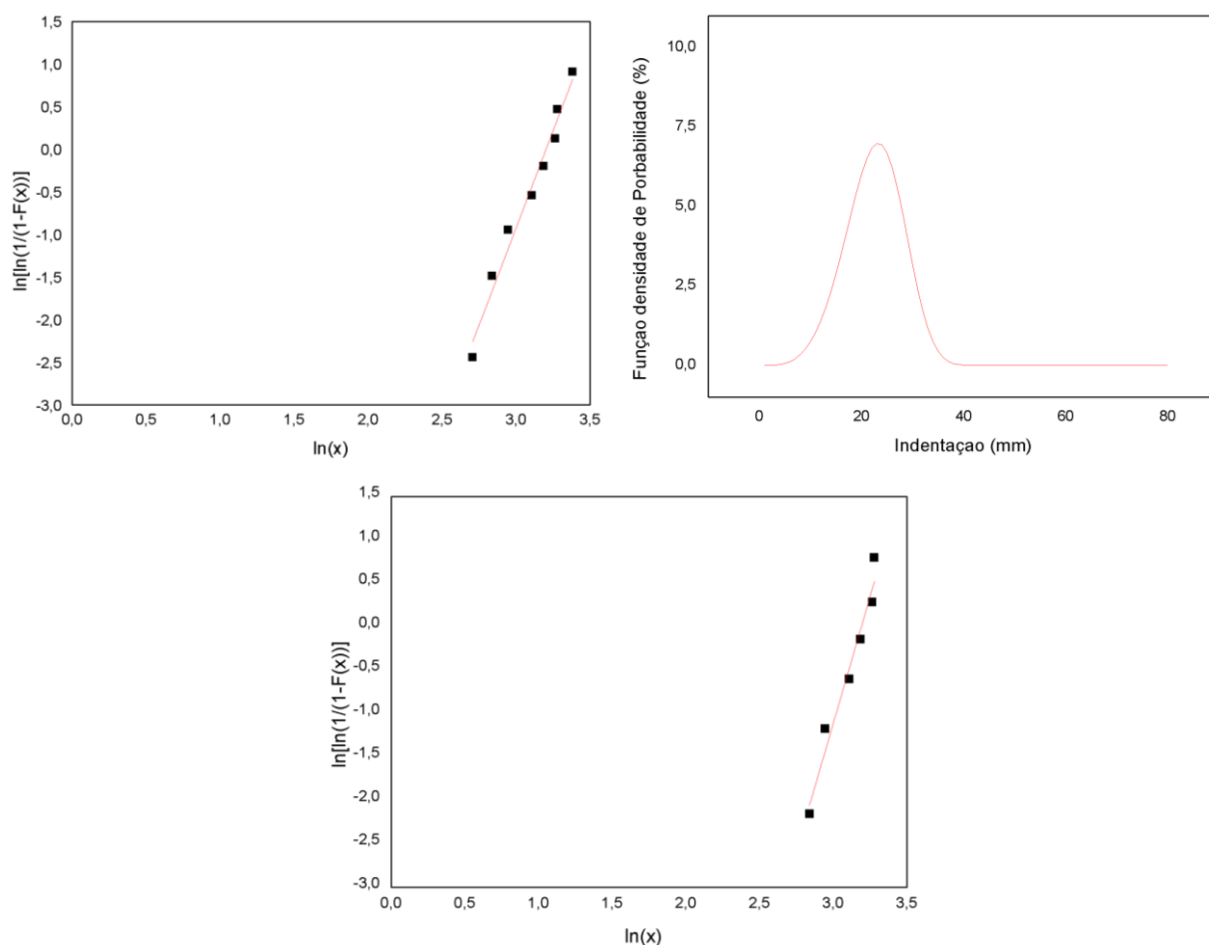 1,5
1,0
0,5
0,0
-0,5
-1,0
-1,5
-2,0
-2,5
-3,0
ln[ln(1/(1-F(x))]
0,0 0,5 1,0 1,5 2,0 2,5 3,0 3,5
ln(x)
10,0
7,5
5,0
2,5
0,0
Funçao densidade de Porbabilidade (%)
0 20 40 60 80
Indentaçao (mm)
1,5
1,0
0,5
0,0
-0,5
-1,0
-1,5
-2,0
-2,5
-3,0
ln[ln(1/(1-F(x))]
0,0 0,5 1,0 1,5 2,0 2,5 3,0 3,5
ln(x)